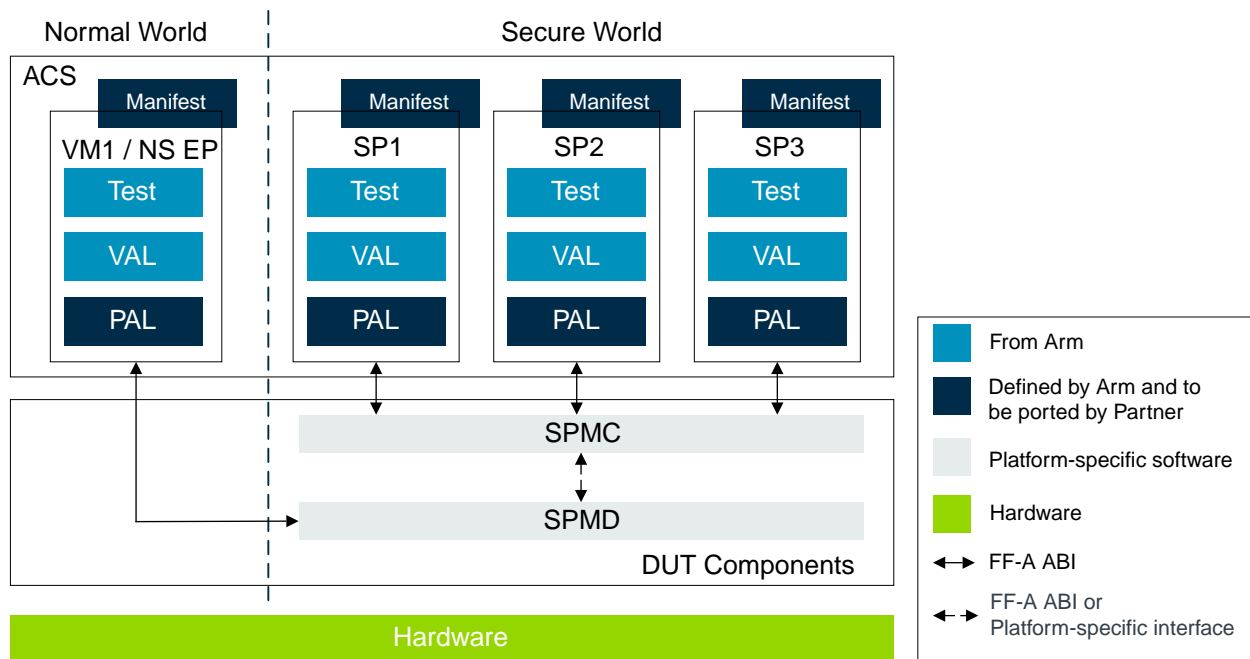 Normal World
Secure World
ACS
Manifest
Manifest
Manifest
Manifest
VM1 / NS EP
SP1
SP2
SP3
Test
Test
Test
Test
VAL
VAL
VAL
VAL
PAL
PAL
PAL
PAL
SPMC
SPMD
DUT Components
Hardware
From Arm
Defined by Arm and to
be ported by Partner
Platform-specific software
Hardware
FF-A ABI
FF-A ABI or
Platform-specific interface